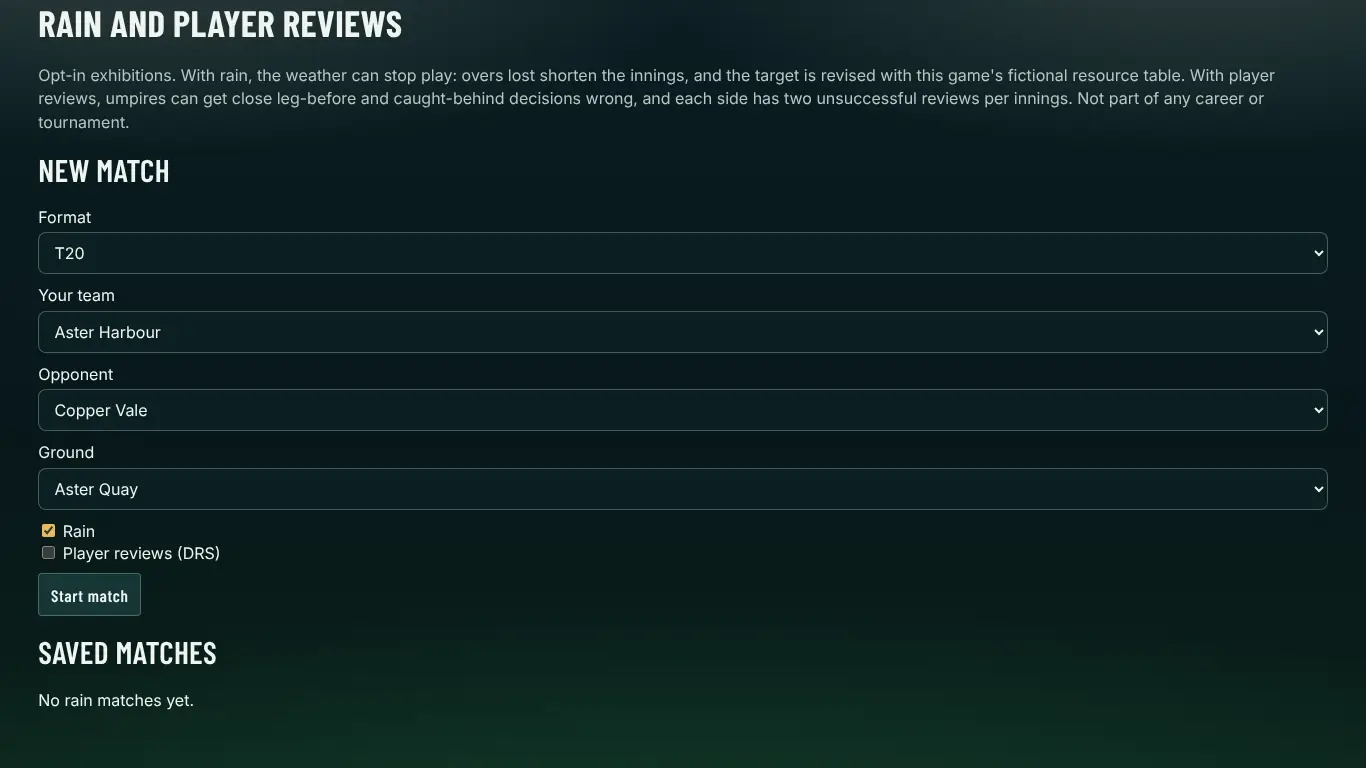 RAIN AND PLAYER REVIEWS
Opt-in exhibitions. With rain, the weather can stop play: overs lost shorten the innings, and the target is revised with this game's fictional resource table. With player
reviews, umpires can get close leg-before and caught-behind decisions wrong, and each side has two unsuccessful reviews per innings. Not part of any career or
tournament.
NEW MATCH
Format
T20
Your team
Aster Harbour
Opponent
Copper Vale
Ground
Aster Quay
Rain
Player reviews (DRS)
Start match
SAVED MATCHES
No rain matches yet.